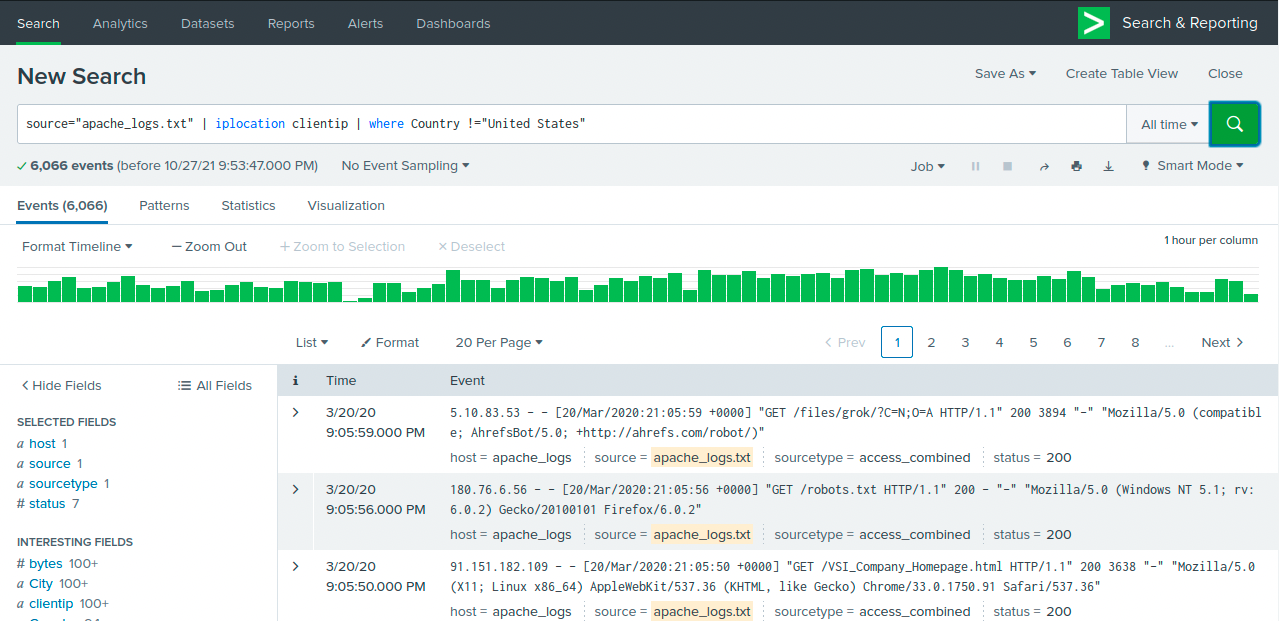 Search Analytics Datasets Reports Alerts Dashboards Search & Reporting
New Search Save As Create Table View Close
source="apache_logs.txt" | iplocation clientip | where Country !="United States" All time
6,066 events (before 10/27/21 9:53:47.000 PM) No Event Sampling Job Smart Mode
Events (6,066) Patterns Statistics Visualization
Format Timeline — Zoom Out + Zoom to Selection × Deselect 1 hour per column
List Format 20 Per Page < Prev 1 2 3 4 5 6 7 8 ... Next >
< Hide Fields All Fields
SELECTED FIELDS
a host 1
a source 1
a sourcetype 1
# status 7
INTERESTING FIELDS
# bytes 100+
a City 100+
a clientip 100+
i Time Event
> 3/20/20
9:05:59.000 PM
5.10.83.53 - - [20/Mar/2020:21:05:59 +0000] "GET /files/grok/?C=N;O=A HTTP/1.1" 200 3894 "-" "Mozilla/5.0 (compatibl
e; AhrefsBot/5.0; +http://ahrefs.com/robot/)"
host = apache_logs source = apache_logs.txt sourcetype = access_combined status = 200
> 3/20/20
9:05:56.000 PM
180.76.6.56 - - [20/Mar/2020:21:05:56 +0000] "GET /robots.txt HTTP/1.1" 200 - "-" "Mozilla/5.0 (Windows NT 5.1; rv:
6.0.2) Gecko/20100101 Firefox/6.0.2"
host = apache_logs source = apache_logs.txt sourcetype = access_combined status = 200
> 3/20/20
9:05:50.000 PM
91.151.182.109 - - [20/Mar/2020:21:05:50 +0000] "GET /VSI_Company_Homepage.html HTTP/1.1" 200 3638 "-" "Mozilla/5.0
(X11; Linux x86_64) AppleWebKit/537.36 (KHTML, like Gecko) Chrome/33.0.1750.91 Safari/537.36"
host = apache_logs source = apache_logs.txt sourcetype = access_combined status = 200